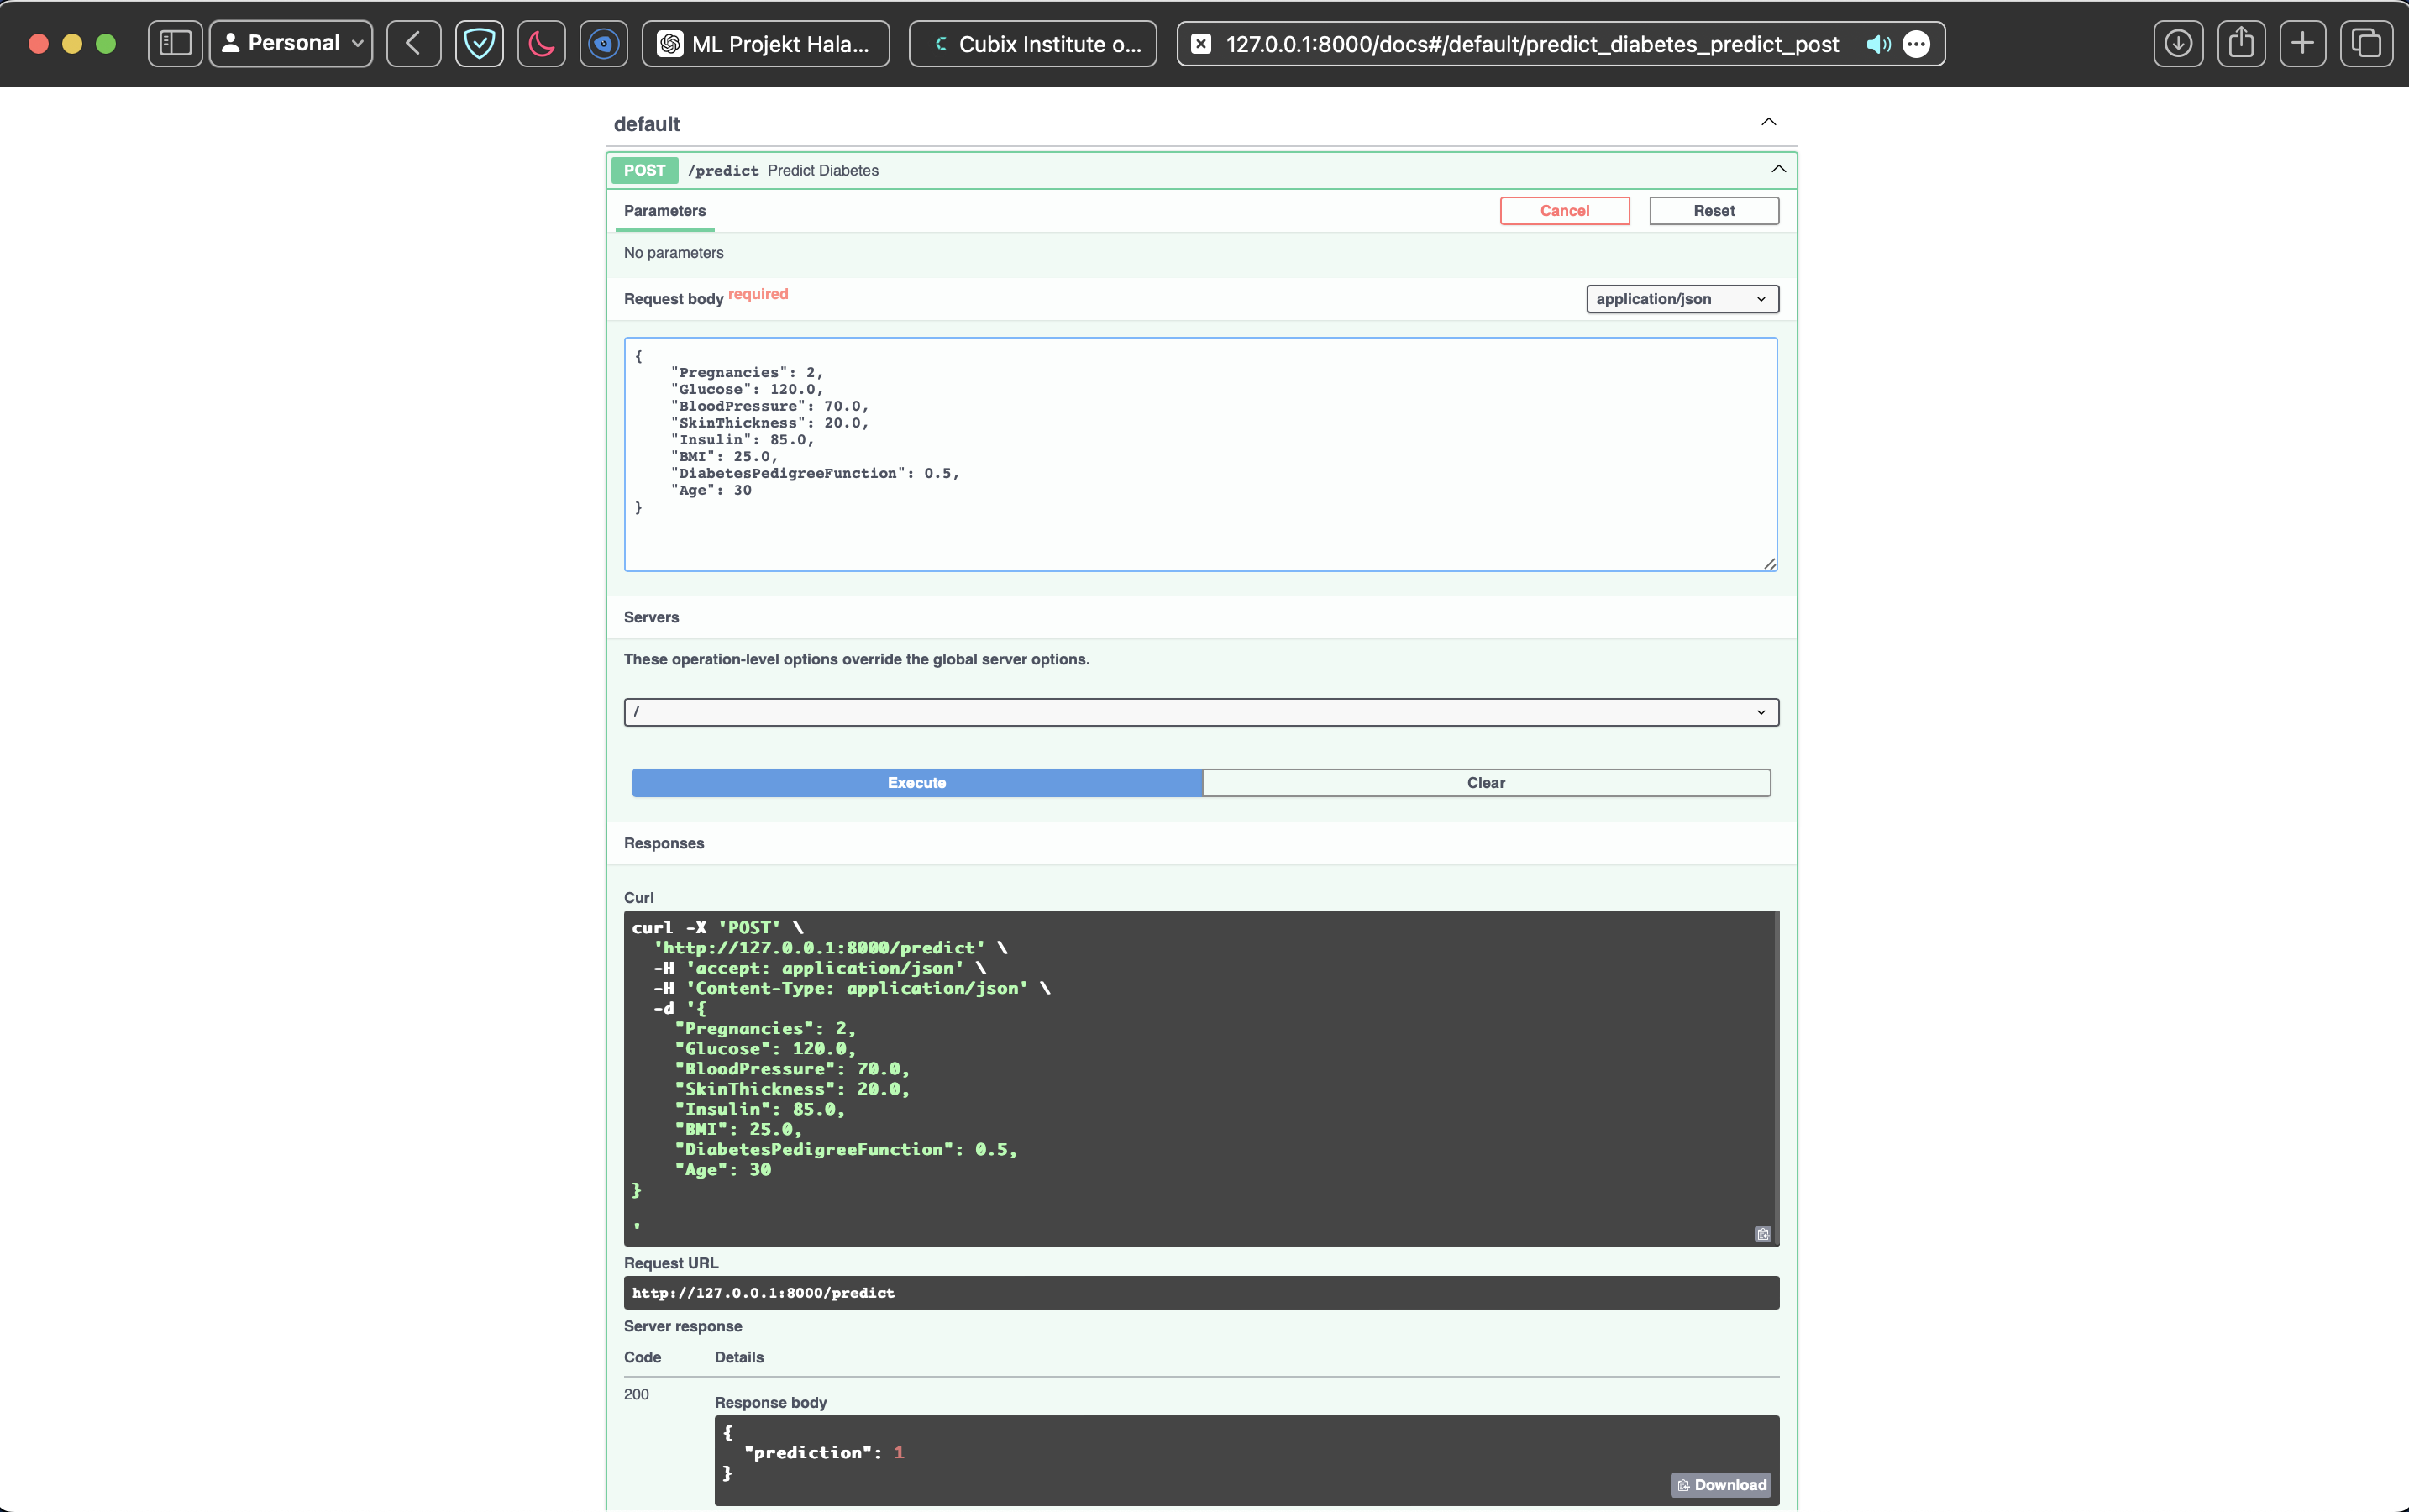 Personal
ML Projekt Hala...
Cubix Institute o...
127.0.0.1:8000/docs#/default/predict_diabetes_predict_post
default
POST /predict Predict Diabetes
Parameters
Cancel
Reset
No parameters
Request body required
application/json
{
    "Pregnancies": 2,
    "Glucose": 120.0,
    "BloodPressure": 70.0,
    "SkinThickness": 20.0,
    "Insulin": 85.0,
    "BMI": 25.0,
    "DiabetesPedigreeFunction": 0.5,
    "Age": 30
}
Servers
These operation-level options override the global server options.
/
Execute
Clear
Responses
Curl
curl -X 'POST' \
  'http://127.0.0.1:8000/predict' \
  -H 'accept: application/json' \
  -H 'Content-Type: application/json' \
  -d '{
    "Pregnancies": 2,
    "Glucose": 120.0,
    "BloodPressure": 70.0,
    "SkinThickness": 20.0,
    "Insulin": 85.0,
    "BMI": 25.0,
    "DiabetesPedigreeFunction": 0.5,
    "Age": 30
}
'
Request URL
http://127.0.0.1:8000/predict
Server response
Code Details
200
Response body
{
  "prediction": 1
}
Download